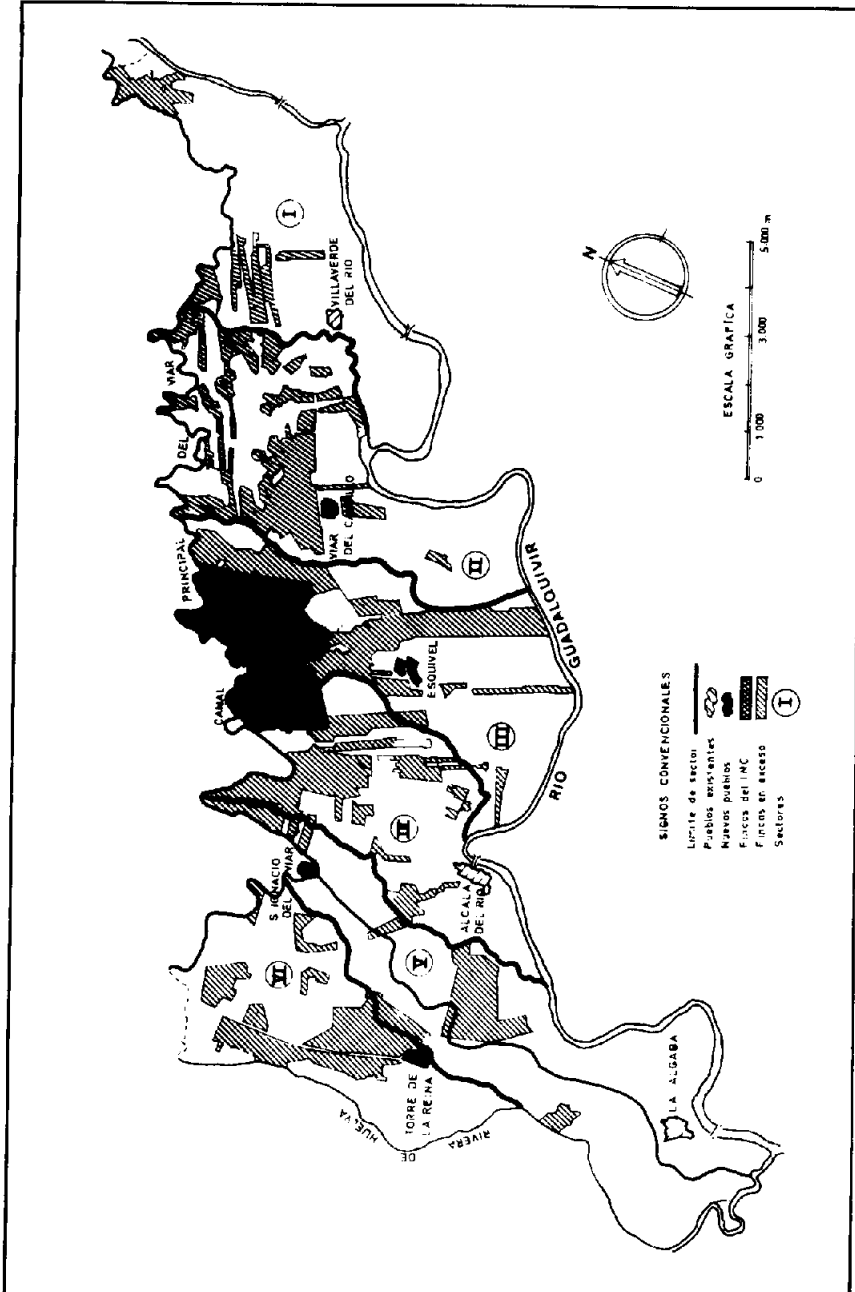 CANAL
PRINCIPAL
DEL
VIAR
I
VILLAVERDE
DEL RIO
VIAR
DEL CAUDILLO
II
ESQUIVEL
III
RIO
GUADALQUIVIR
S. IGNACIO
DEL VIAR
ALCALA
DEL RIO
V
VI
TORRE DE
LA REINA
RIVERA
DE
HUELVA
LA ALGABA
N
ESCALA GRAFICA
0 1.000 3.000 5.000 m
SIGNOS CONVENCIONALES
Limite de sector
Pueblos existentes
Nuevos pueblos
Fincas del INC
Fincas en exceso
Sectores
I